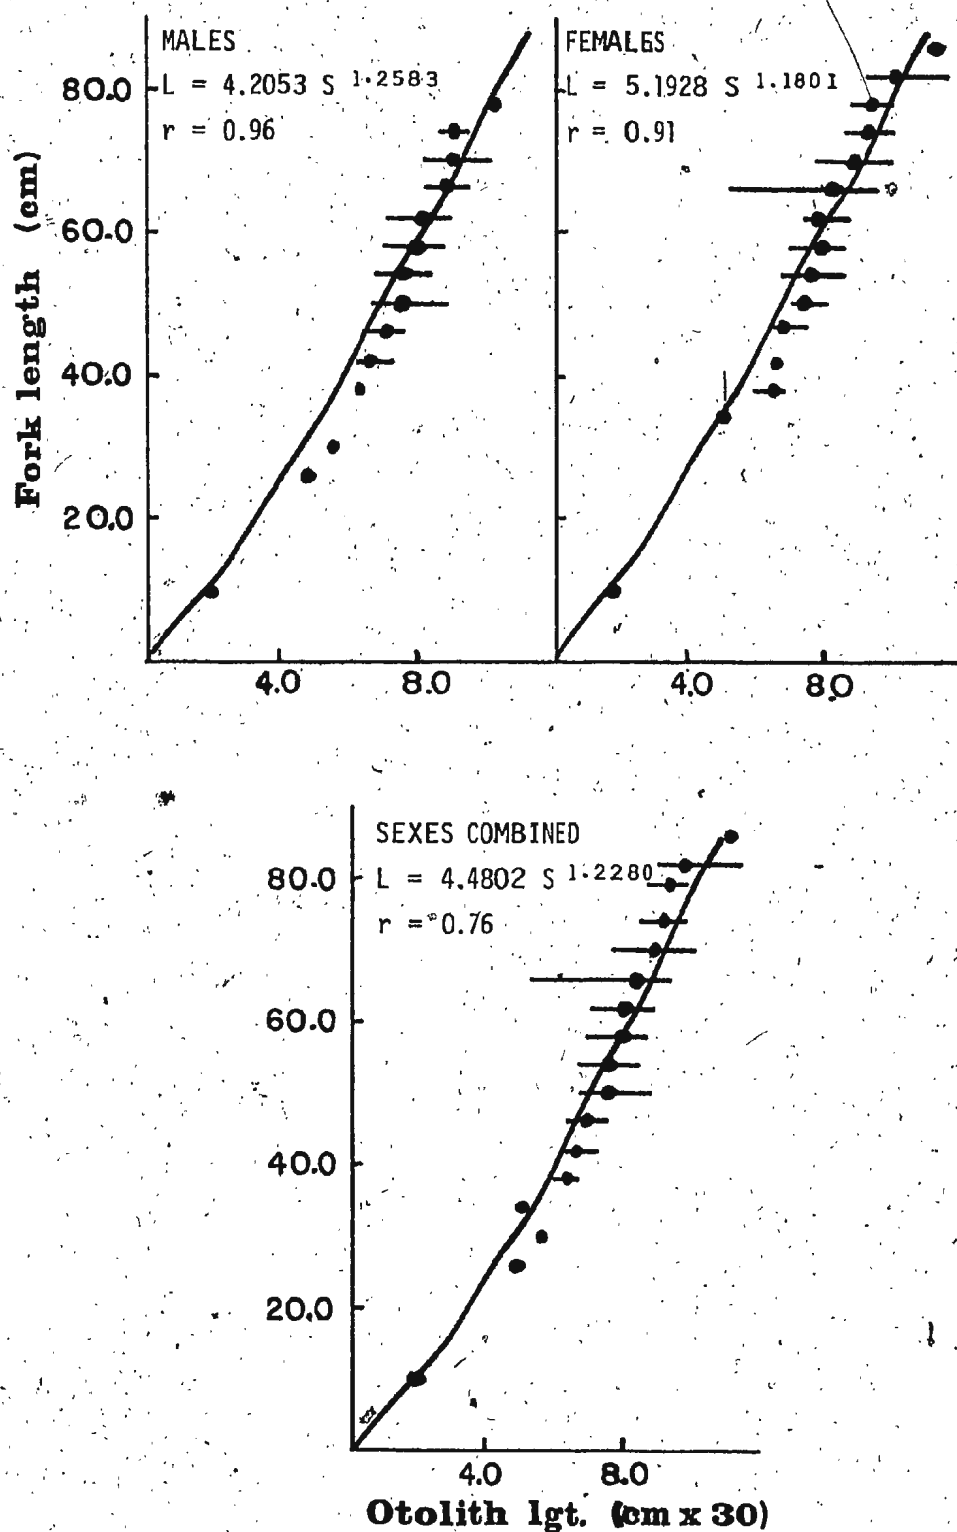 MALES
L = 4.2053 S 1.2583
r = 0.96
FEMALES
L = 5.1928 S 1.1801
r = 0.91
Fork length (cm)
80.0
60.0
40.0
20.0
4.0 8.0
4.0 8.0
SEXES COMBINED
L = 4.4802 S 1.2280
r = 0.76
80.0
60.0
40.0
20.0
4.0 8.0
Otolith lgt. (cm x 30)